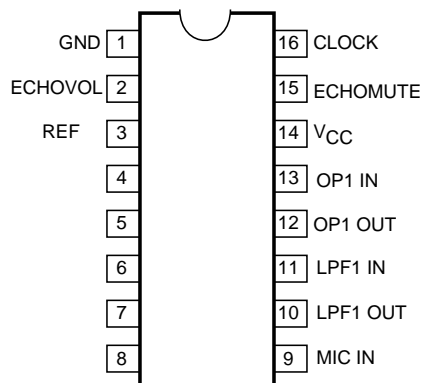 GND 1 16 CLOCK
ECHOVOL 2 15 ECHOMUTE
REF 3 14 VCC
4 13 OP1 IN
5 12 OP1 OUT
6 11 LPF1 IN
7 10 LPF1 OUT
8 9 MIC IN